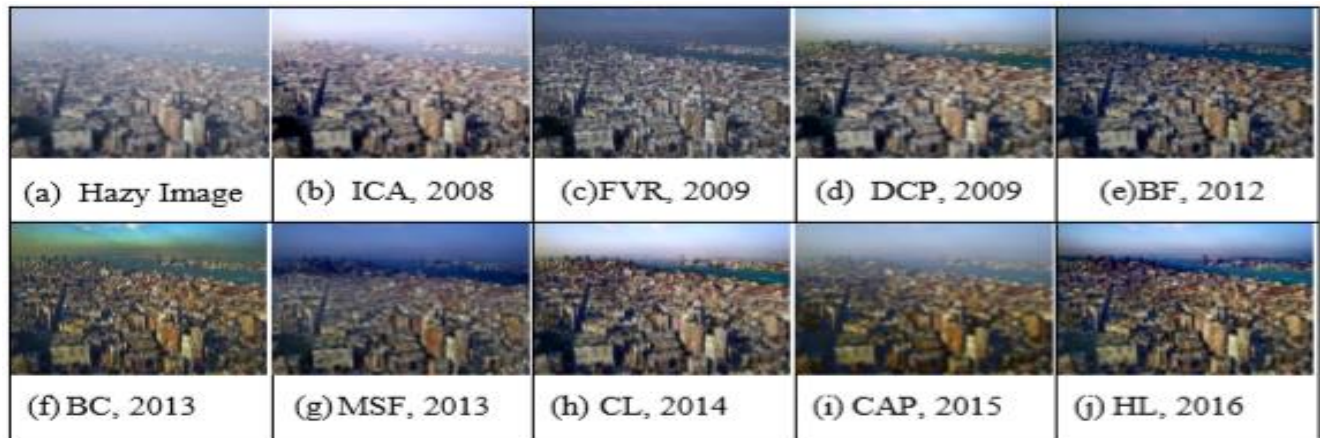 (a) Hazy Image
(b) ICA, 2008
(c)FVR, 2009
(d) DCP, 2009
(e)BF, 2012
(f) BC, 2013
(g) MSF, 2013
(h) CL, 2014
(i) CAP, 2015
(j) HL, 2016